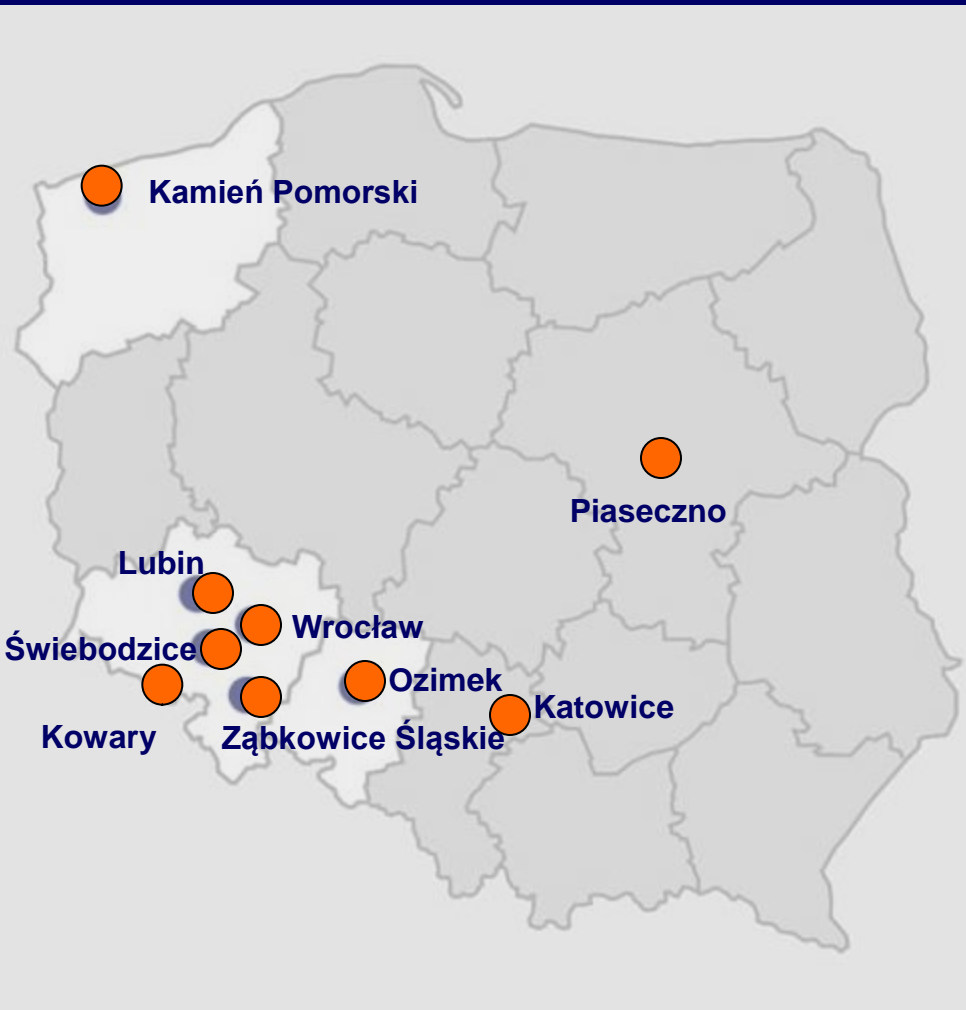 Kamień Pomorski
Piaseczno
Lubin
Wrocław
Świebodzice
Ozimek
Katowice
Kowary
Ząbkowice Śląskie